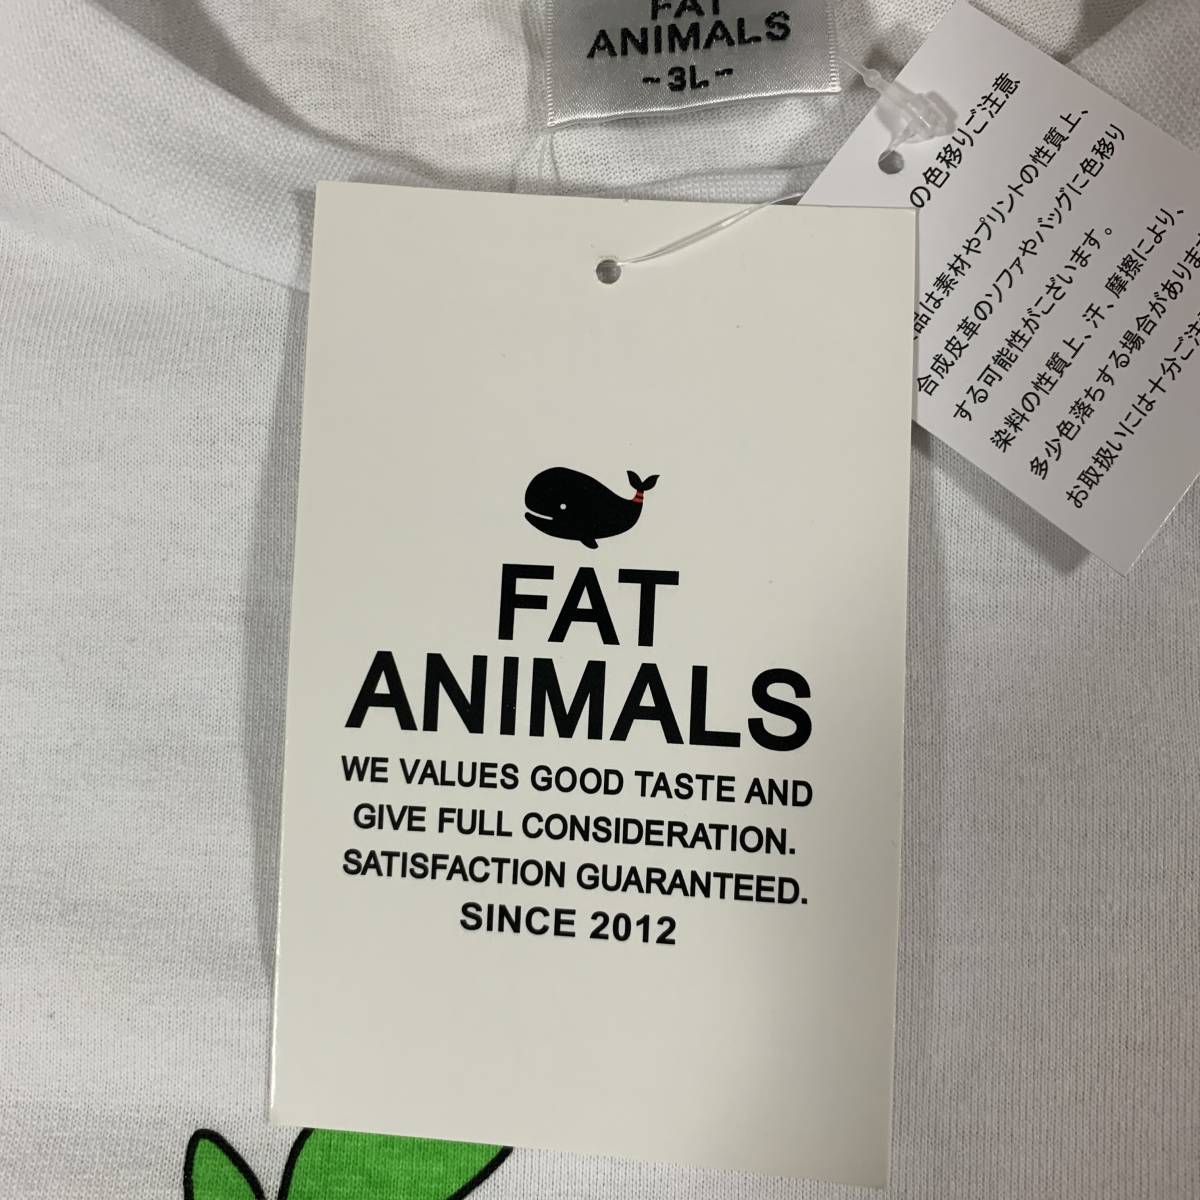 FAT
ANIMALS
~3L~
の色移りご注意
品は素材やプリントの性質上、
合成皮革のソファやバッグに色移り
する可能性がございます。
染料の性質上、汗、摩擦により、
多少色落ちする場合があります
お取扱いには十分ご注
FAT
ANIMALS
WE VALUES GOOD TASTE AND
GIVE FULL CONSIDERATION.
SATISFACTION GUARANTEED.
SINCE 2012